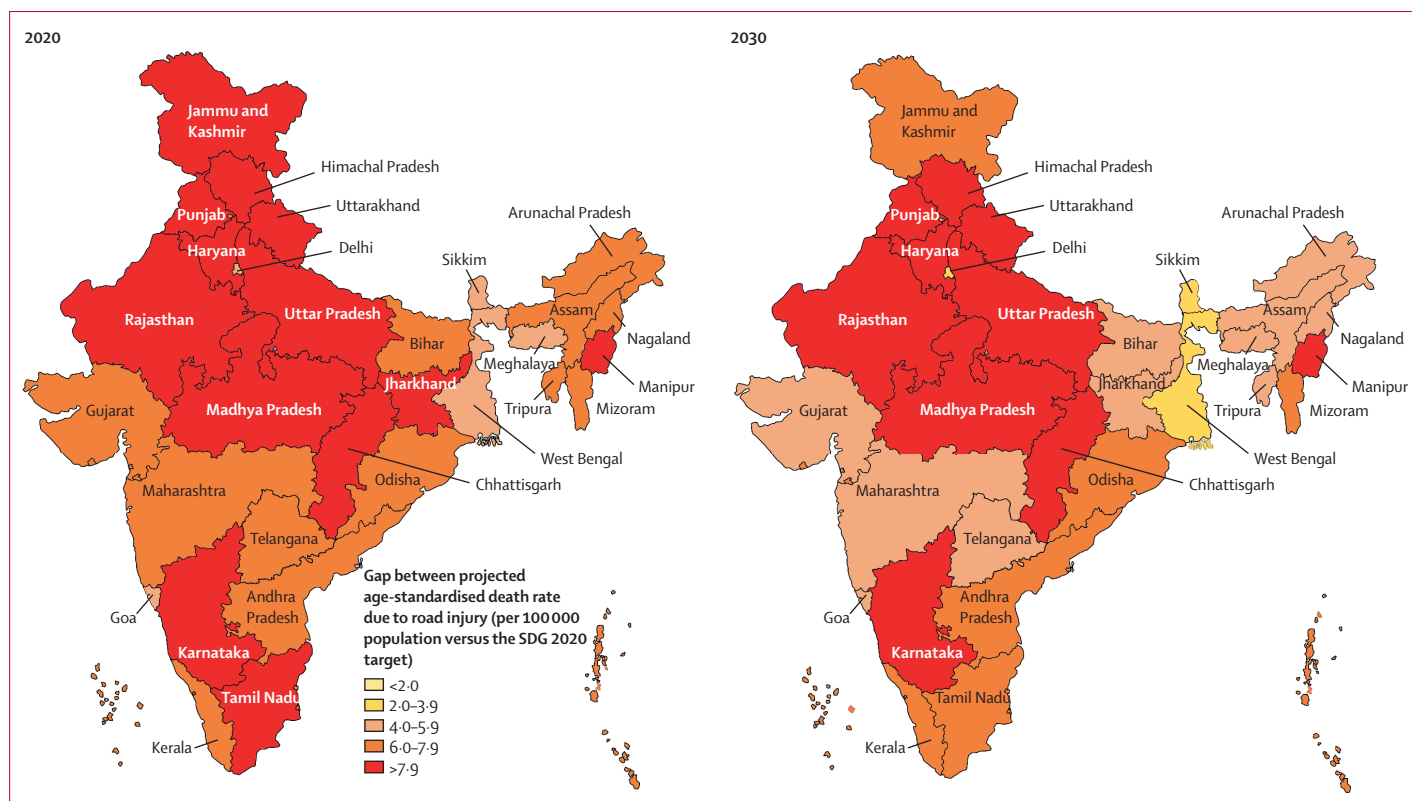 2020
Jammu and
Kashmir
Himachal Pradesh
Punjab
Uttarakhand
Arunachal Pradesh
Haryana
Delhi
Sikkim
Rajasthan
Uttar Pradesh
Assam
Bihar
Nagaland
Meghalaya
Jharkhand
Manipur
Gujarat
Madhya Pradesh
Tripura
Mizoram
West Bengal
Odisha
Chhattisgarh
Maharashtra
Telangana
Goa
Andhra
Pradesh
Karnataka
Tamil Nadu
Kerala
Gap between projected
age-standardised death rate
due to road injury (per 100 000
population versus the SDG 2020
target)
<2·0
2·0–3·9
4·0–5·9
6·0–7·9
>7·9
2030
Jammu and
Kashmir
Himachal Pradesh
Punjab
Uttarakhand
Arunachal Pradesh
Haryana
Delhi
Sikkim
Rajasthan
Uttar Pradesh
Assam
Bihar
Nagaland
Meghalaya
Jharkhand
Manipur
Gujarat
Madhya Pradesh
Tripura
Mizoram
West Bengal
Odisha
Chhattisgarh
Maharashtra
Telangana
Goa
Andhra
Pradesh
Karnataka
Tamil Nadu
Kerala